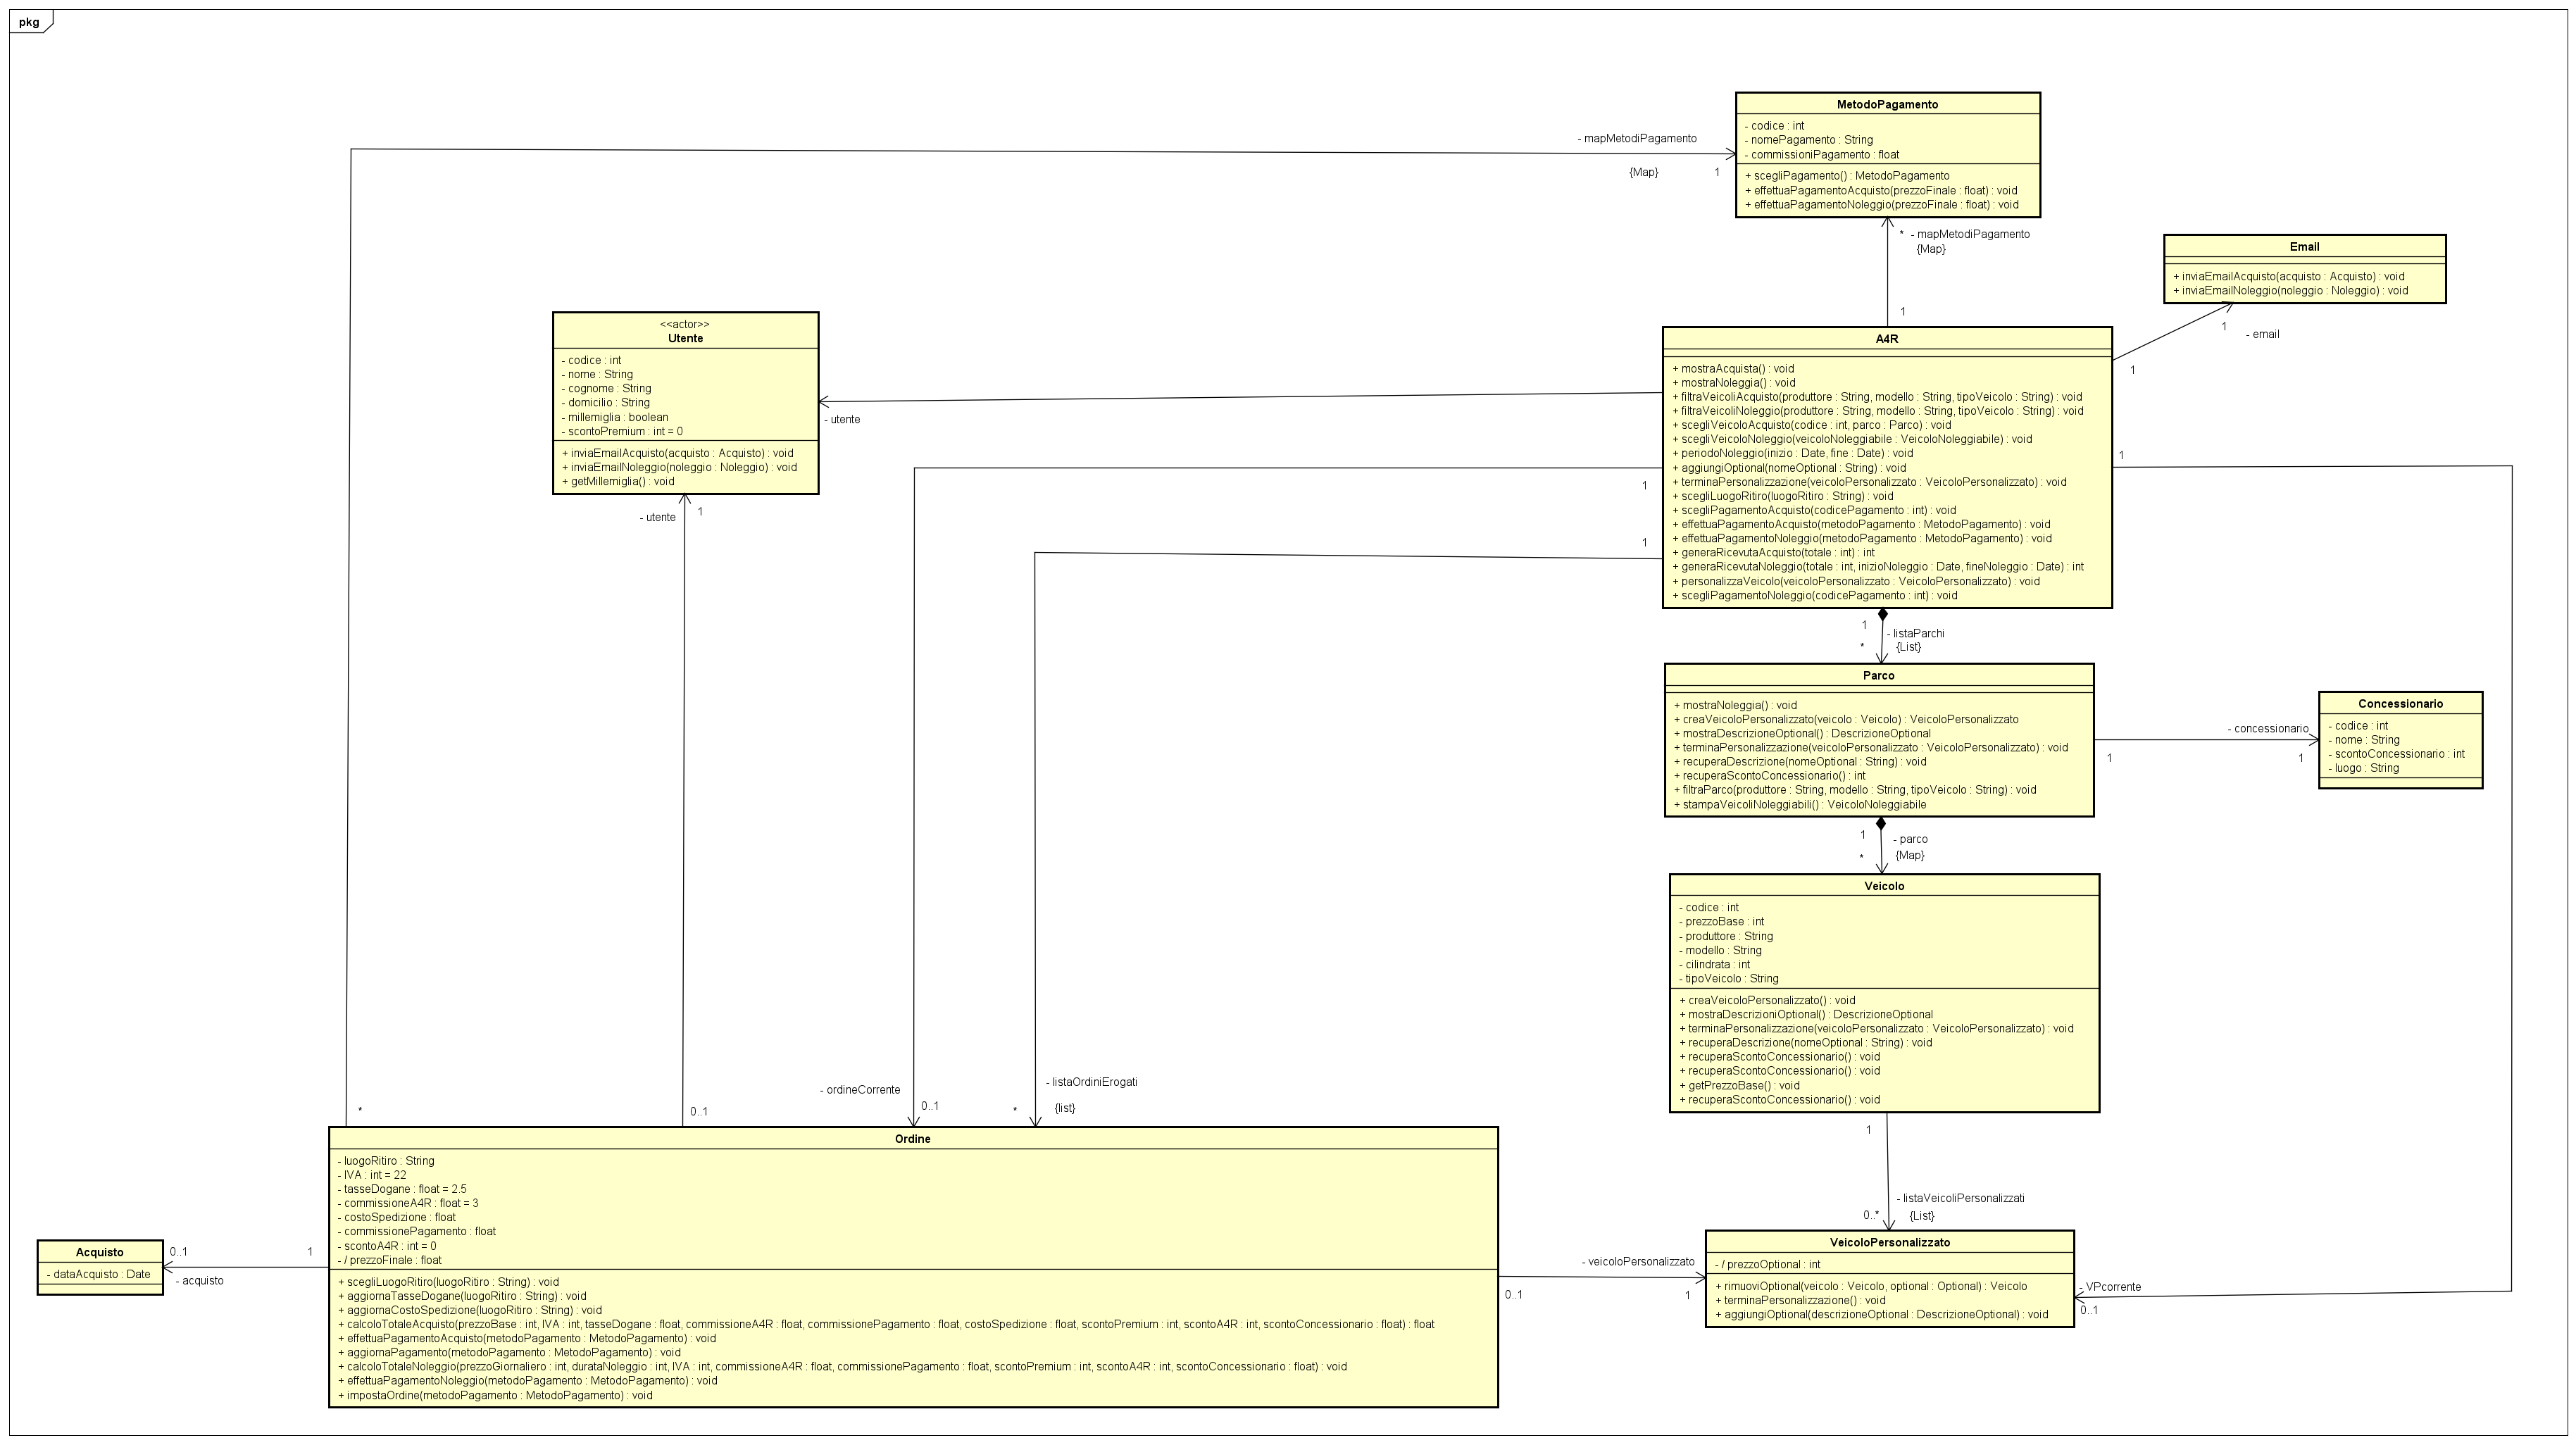 pkg
MetodoPagamento
- codice : int
- nomePagamento : String
- commissioniPagamento : float
+ scegliPagamento() : MetodoPagamento
+ effettuaPagamentoAcquisto(prezzoFinale : float) : void
+ effettuaPagamentoNoleggio(prezzoFinale : float) : void
- mapMetodiPagamento
{Map}
1
* - mapMetodiPagamento
{Map}
1
Email
+ inviaEmailAcquisto(acquisto : Acquisto) : void
+ inviaEmailNoleggio(noleggio : Noleggio) : void
1
- email
1
<<actor>>
Utente
- codice : int
- nome : String
- cognome : String
- domicilio : String
- millemiglia : boolean
- scontoPremium : int = 0
+ inviaEmailAcquisto(acquisto : Acquisto) : void
+ inviaEmailNoleggio(noleggio : Noleggio) : void
+ getMillemiglia() : void
- utente
- utente
1
A4R
+ mostraAcquista() : void
+ mostraNoleggia() : void
+ filtraVeicoliAcquisto(produttore : String, modello : String, tipoVeicolo : String) : void
+ filtraVeicoliNoleggio(produttore : String, modello : String, tipoVeicolo : String) : void
+ scegliVeicoloAcquisto(codice : int, parco : Parco) : void
+ scegliVeicoloNoleggio(veicoloNoleggiabile : VeicoloNoleggiabile) : void
+ periodoNoleggio(inizio : Date, fine : Date) : void
+ aggiungiOptional(nomeOptional : String) : void
+ terminaPersonalizzazione(veicoloPersonalizzato : VeicoloPersonalizzato) : void
+ scegliLuogoRitiro(luogoRitiro : String) : void
+ scegliPagamentoAcquisto(codicePagamento : int) : void
+ effettuaPagamentoAcquisto(metodoPagamento : MetodoPagamento) : void
+ effettuaPagamentoNoleggio(metodoPagamento : MetodoPagamento) : void
+ generaRicevutaAcquisto(totale : int) : int
+ generaRicevutaNoleggio(totale : int, inizioNoleggio : Date, fineNoleggio : Date) : int
+ personalizzaVeicolo(veicoloPersonalizzato : VeicoloPersonalizzato) : void
+ scegliPagamentoNoleggio(codicePagamento : int) : void
1
1
1
1
- listaParchi
*
{List}
Parco
+ mostraNoleggia() : void
+ creaVeicoloPersonalizzato(veicolo : Veicolo) : VeicoloPersonalizzato
+ mostraDescrizioneOptional() : DescrizioneOptional
+ terminaPersonalizzazione(veicoloPersonalizzato : VeicoloPersonalizzato) : void
+ recuperaDescrizione(nomeOptional : String) : void
+ recuperaScontoConcessionario() : int
+ filtraParco(produttore : String, modello : String, tipoVeicolo : String) : void
+ stampaVeicoliNoleggiabili() : VeicoloNoleggiabile
- concessionario
1
1
Concessionario
- codice : int
- nome : String
- scontoConcessionario : int
- luogo : String
1
- parco
*
{Map}
Veicolo
- codice : int
- prezzoBase : int
- produttore : String
- modello : String
- cilindrata : int
- tipoVeicolo : String
+ creaVeicoloPersonalizzato() : void
+ mostraDescrizioniOptional() : DescrizioneOptional
+ terminaPersonalizzazione(veicoloPersonalizzato : VeicoloPersonalizzato) : void
+ recuperaDescrizione(nomeOptional : String) : void
+ recuperaScontoConcessionario() : void
+ recuperaScontoConcessionario() : void
+ getPrezzoBase() : void
+ recuperaScontoConcessionario() : void
1
- listaVeicoliPersonalizzati
0..*
{List}
- ordineCorrente
0..1
- listaOrdiniErogati
*
{list}
*
0..1
Ordine
- luogoRitiro : String
- IVA : int = 22
- tasseDogane : float = 2.5
- commissioneA4R : float = 3
- costoSpedizione : float
- commissionePagamento : float
- scontoA4R : int = 0
- / prezzoFinale : float
+ scegliLuogoRitiro(luogoRitiro : String) : void
+ aggiornaTasseDogane(luogoRitiro : String) : void
+ aggiornaCostoSpedizione(luogoRitiro : String) : void
+ calcoloTotaleAcquisto(prezzoBase : int, IVA : int, tasseDogane : float, commissioneA4R : float, commissionePagamento : float, costoSpedizione : float, scontoPremium : int, scontoA4R : int, scontoConcessionario : float) : float
+ effettuaPagamentoAcquisto(metodoPagamento : MetodoPagamento) : void
+ aggiornaPagamento(metodoPagamento : MetodoPagamento) : void
+ calcoloTotaleNoleggio(prezzoGiornaliero : int, durataNoleggio : int, IVA : int, commissioneA4R : float, commissionePagamento : float, scontoPremium : int, scontoA4R : int, scontoConcessionario : float) : void
+ effettuaPagamentoNoleggio(metodoPagamento : MetodoPagamento) : void
+ impostaOrdine(metodoPagamento : MetodoPagamento) : void
Acquisto
- dataAcquisto : Date
0..1
1
- acquisto
- veicoloPersonalizzato
0..1
1
VeicoloPersonalizzato
- / prezzoOptional : int
+ rimuoviOptional(veicolo : Veicolo, optional : Optional) : Veicolo
+ terminaPersonalizzazione() : void
+ aggiungiOptional(descrizioneOptional : DescrizioneOptional) : void
- VPcorrente
0..1